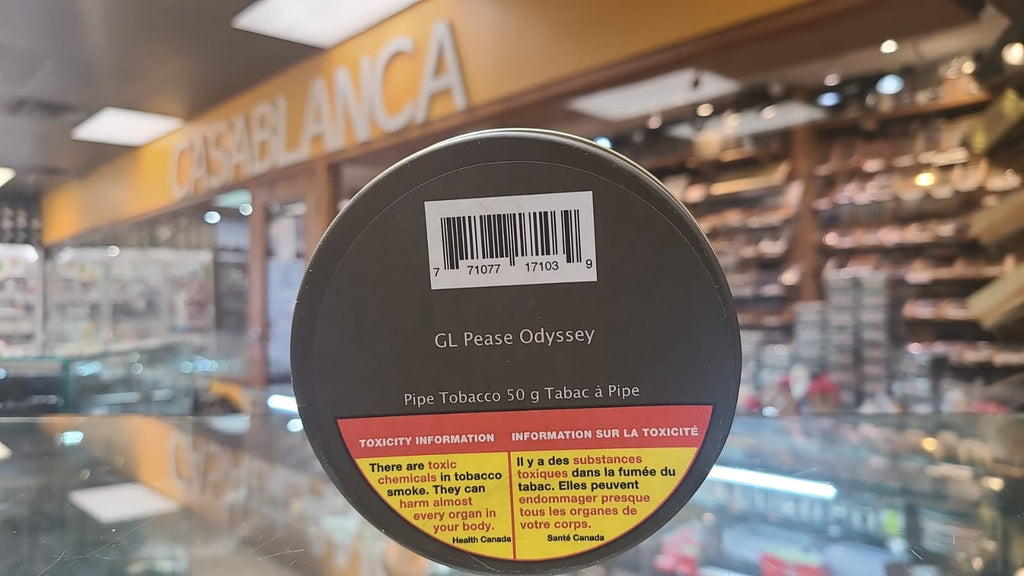 CASABLANCA
7 71077 17103 9
GL Pease Odyssey
Pipe Tobacco 50 g Tabac à Pipe
TOXICITY INFORMATION
There are toxic
chemicals in tobacco
smoke. They can
harm almost
every organ in
your body.
Health Canada
INFORMATION SUR LA TOXICITÉ
Il y a des substances
toxiques dans la fumée du
tabac. Elles peuvent
endommager presque
tous les organes de
votre corps.
Santé Canada